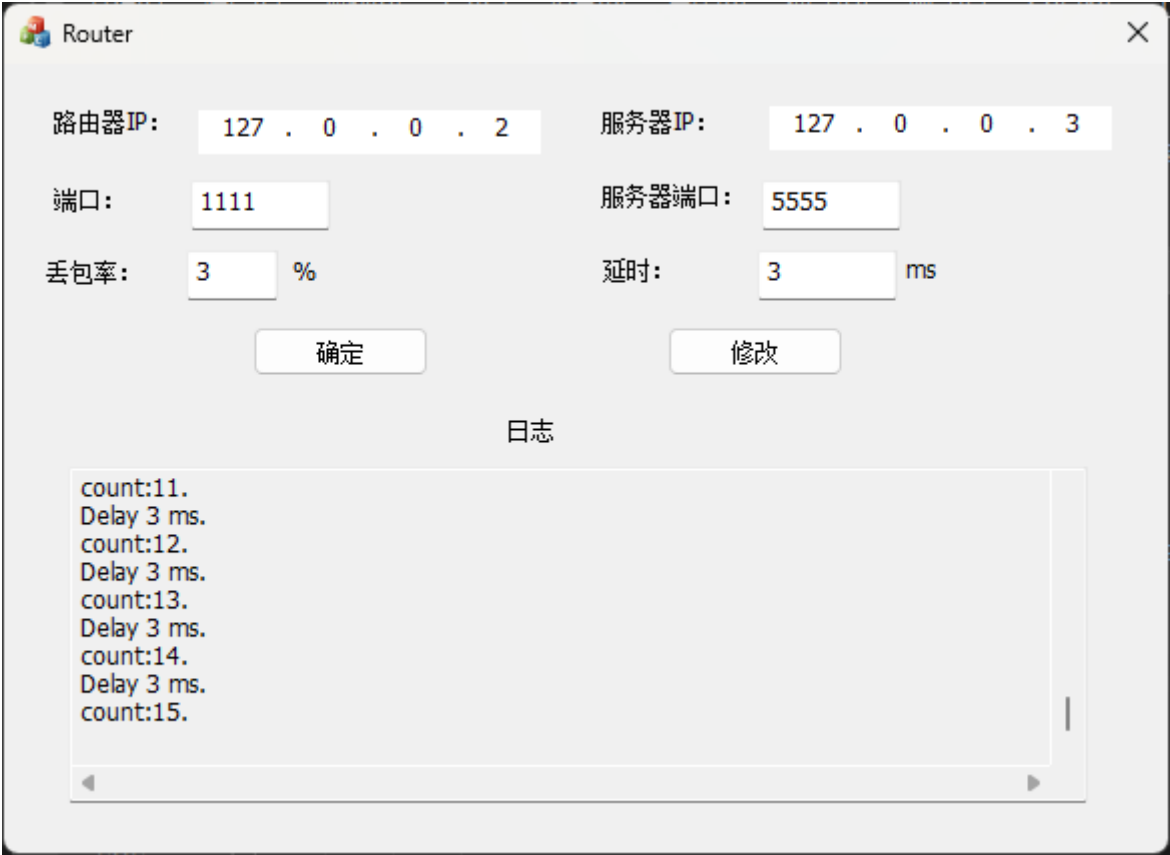 Router
路由器IP: 127 . 0 . 0 . 2 服务器IP: 127 . 0 . 0 . 3
端口: 1111 服务器端口: 5555
丢包率: 3 % 延时: 3 ms
确定 修改
日志
count:11.
Delay 3 ms.
count:12.
Delay 3 ms.
count:13.
Delay 3 ms.
count:14.
Delay 3 ms.
count:15.